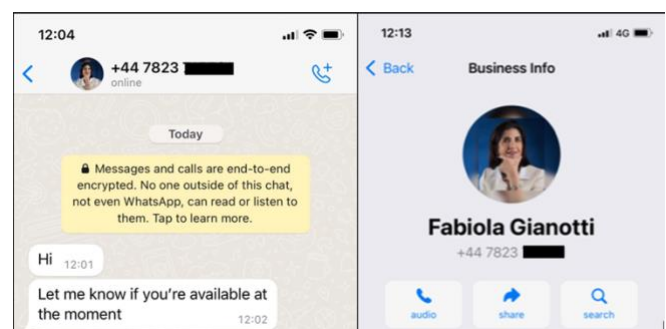 12:04
+44 7823
online
Today
Messages and calls are end-to-end
encrypted. No one outside of this chat,
not even WhatsApp, can read or listen to
them. Tap to learn more.
Hi 12:01
Let me know if you're available at
the moment 12:02
12:13
4G
Back Business Info
Fabiola Gianotti
+44 7823
audio share search